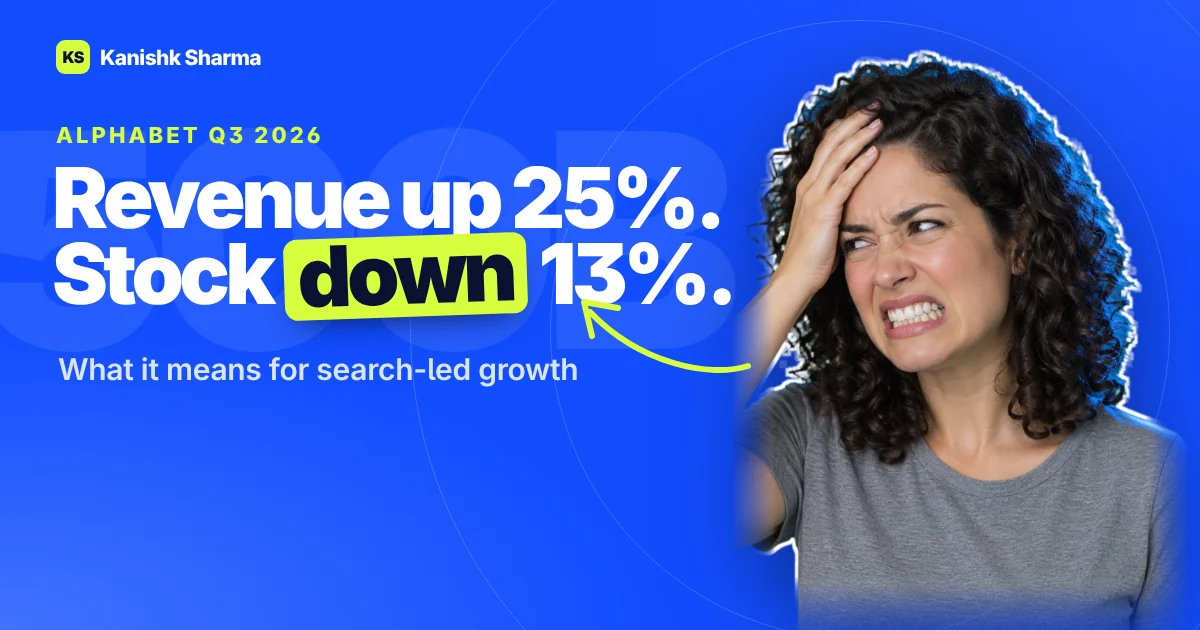 KS Kanishk Sharma
ALPHABET Q3 2026
Revenue up 25%.
Stock down 13%.
What it means for search-led growth
500B